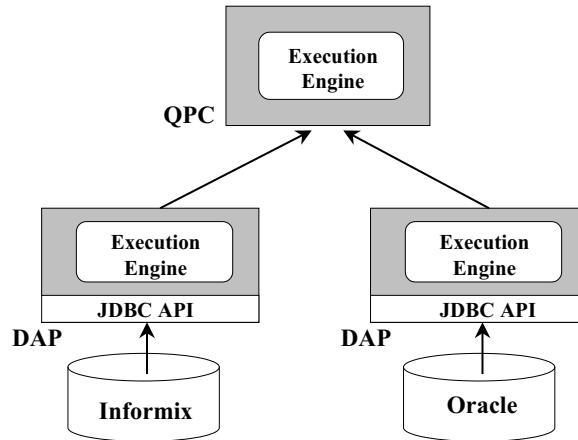 Execution
Engine
QPC
Execution
Engine
JDBC API
DAP
Informix
Execution
Engine
JDBC API
DAP
Oracle